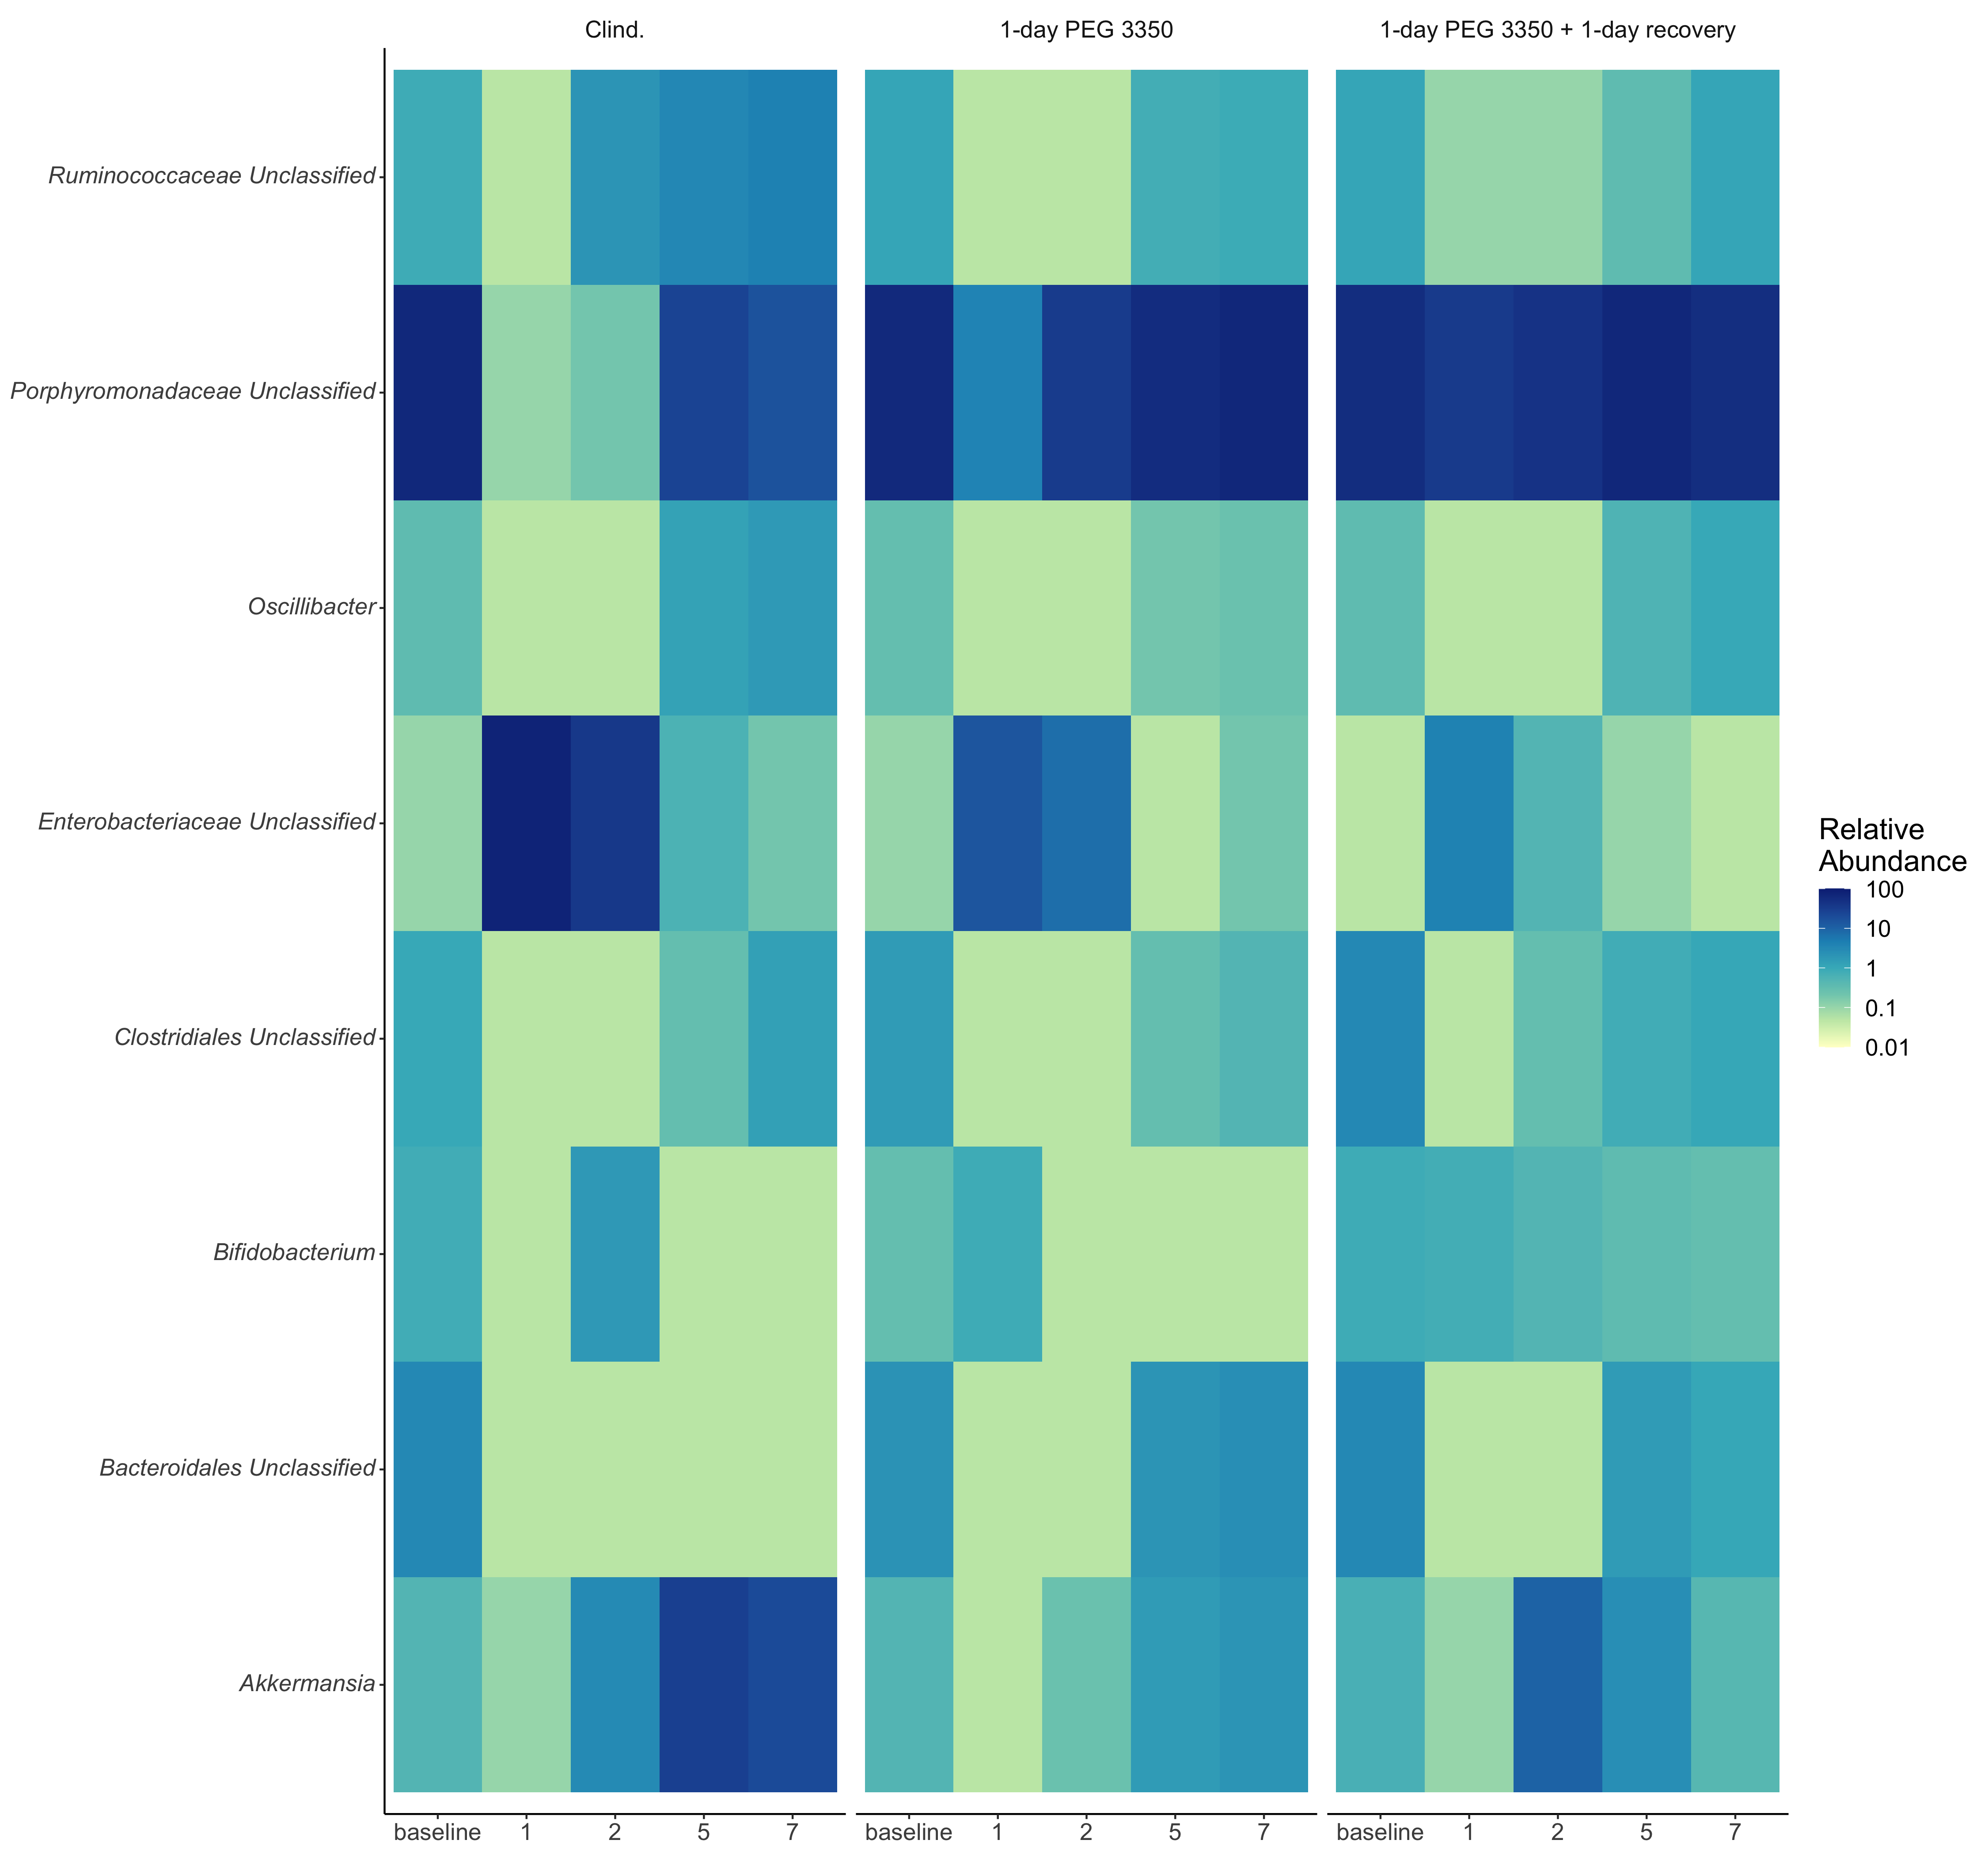 Clind.
1-day PEG 3350
1-day PEG 3350 + 1-day recovery
Ruminococcaceae Unclassified
Porphyromonadaceae Unclassified
Oscillibacter
Enterobacteriaceae Unclassified
Clostridiales Unclassified
Bifidobacterium
Bacteroidales Unclassified
Akkermansia
baseline 1 2 5 7
baseline 1 2 5 7
baseline 1 2 5 7
Relative
Abundance
100
10
1
0.1
0.01